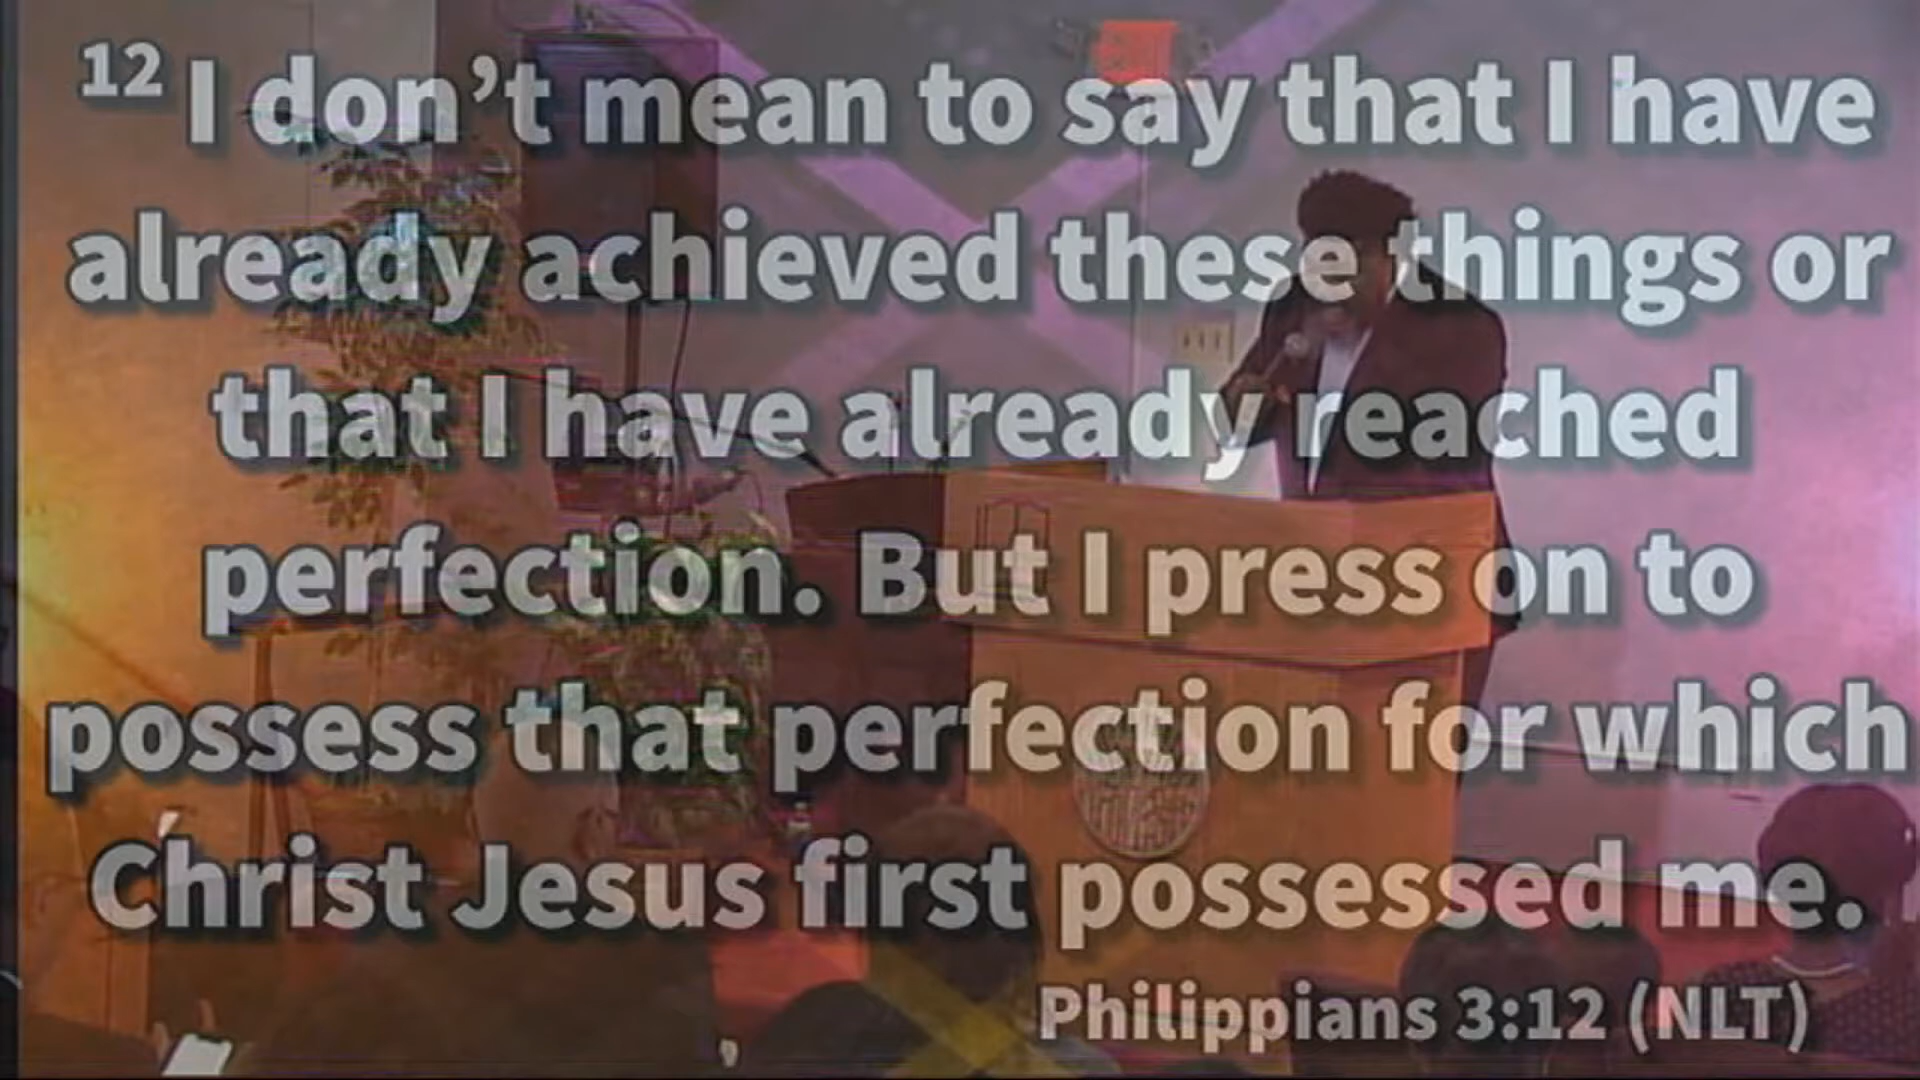 12 I don’t mean to say that I have
already achieved these things or
that I have already reached
perfection. But I press on to
possess that perfection for which
Christ Jesus first possessed me.
Philippians 3:12 (NLT)